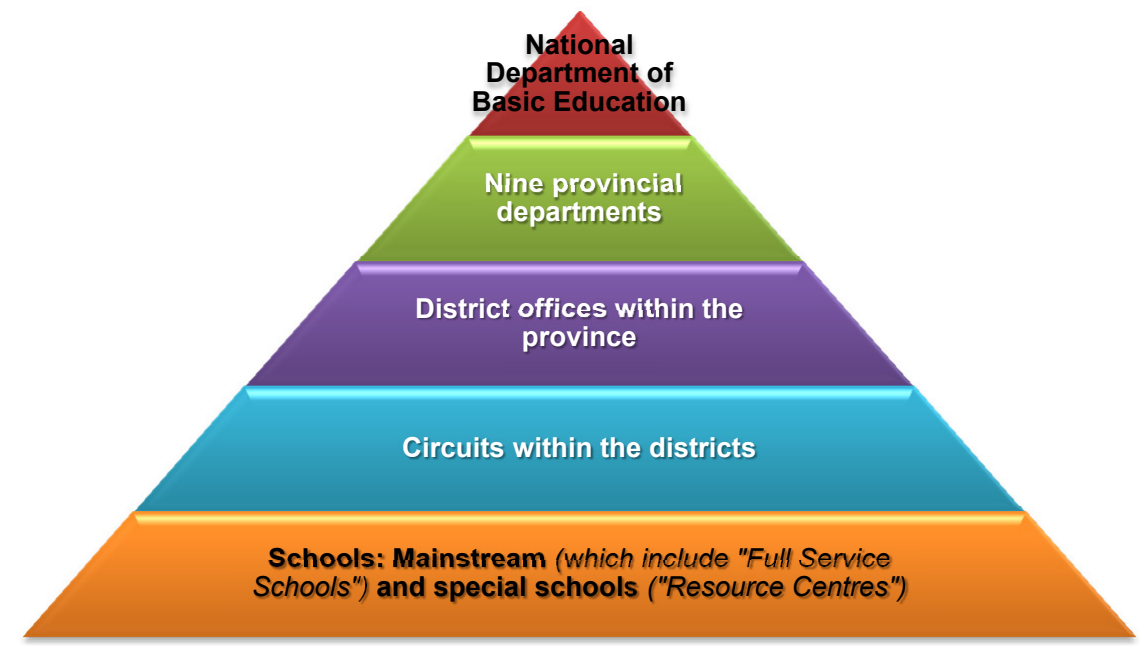 National
Department of
Basic Education
Nine provincial
departments
District offices within the
province
Circuits within the districts
Schools: Mainstream (which include "Full Service
Schools") and special schools ("Resource Centres")